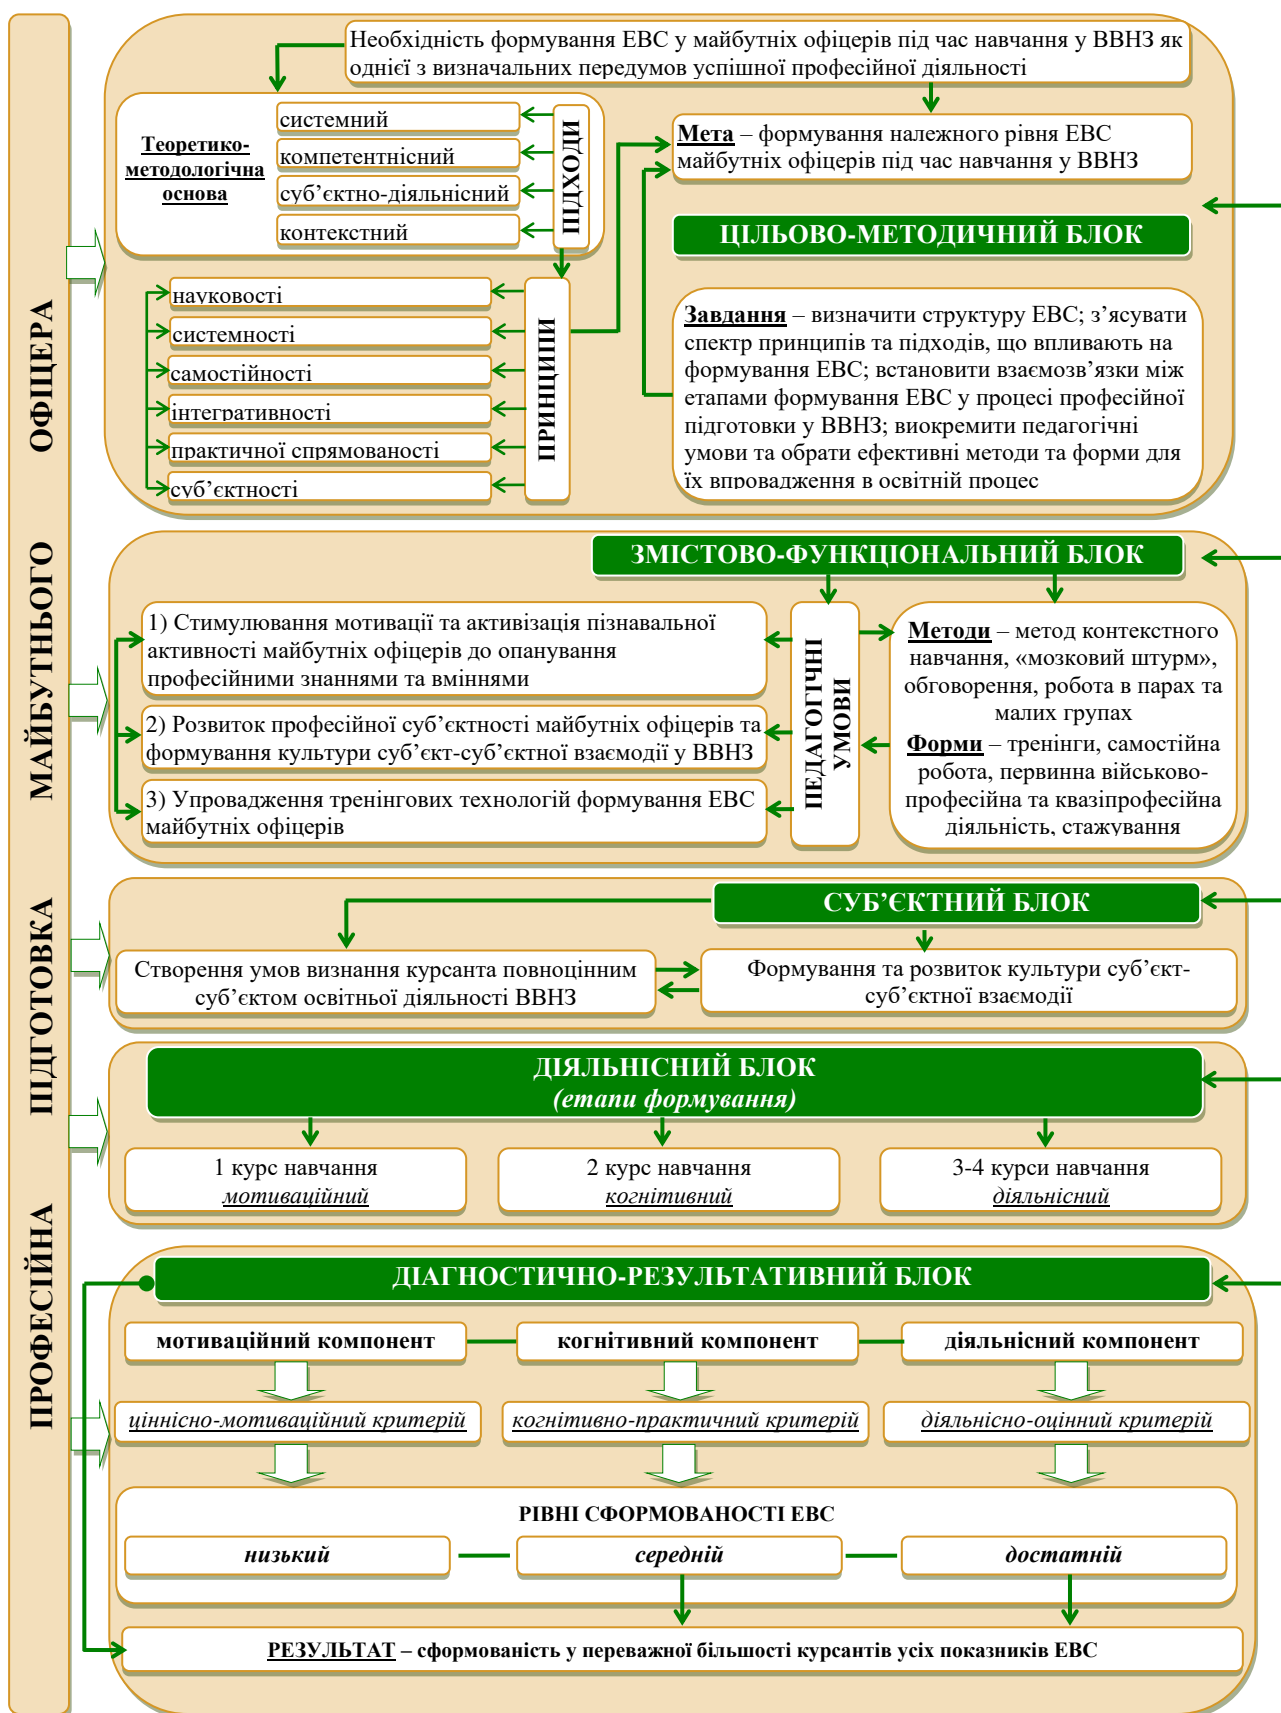 ПРОФЕСІЙНА ПІДГОТОВКА МАЙБУТНЬОГО ОФІЦЕРА
Необхідність формування ЕВС у майбутніх офіцерів під час навчання у ВВНЗ як
однієї з визначальних передумов успішної професійної діяльності
Теоретико-
методологічна
основа
системний
компетентнісний
суб’єктно-діяльнісний
контекстний
ПІДХОДИ
Мета – формування належного рівня ЕВС
майбутніх офіцерів під час навчання у ВВНЗ
ЦІЛЬОВО-МЕТОДИЧНИЙ БЛОК
науковості
системності
самостійності
інтегративності
практичної спрямованості
суб’єктності
ПРИНЦИПИ
Завдання – визначити структуру ЕВС; з’ясувати
спектр принципів та підходів, що впливають на
формування ЕВС; встановити взаємозв’язки між
етапами формування ЕВС у процесі професійної
підготовки у ВВНЗ; виокремити педагогічні
умови та обрати ефективні методи та форми для
їх впровадження в освітній процес
ЗМІСТОВО-ФУНКЦІОНАЛЬНИЙ БЛОК
1) Стимулювання мотивації та активізація пізнавальної
активності майбутніх офіцерів до опанування
професійними знаннями та вміннями
2) Розвиток професійної суб’єктності майбутніх офіцерів та
формування культури суб’єкт-суб’єктної взаємодії у ВВНЗ
3) Упровадження тренінгових технологій формування ЕВС
майбутніх офіцерів
ПЕДАГОГІЧНІ
УМОВИ
Методи – метод контекстного
навчання, «мозковий штурм»,
обговорення, робота в парах та
малих групах
Форми – тренінги, самостійна
робота, первинна військово-
професійна та квазіпрофесійна
діяльність, стажування
СУБ’ЄКТНИЙ БЛОК
Створення умов визнання курсанта повноцінним
суб’єктом освітньої діяльності ВВНЗ
Формування та розвиток культури суб’єкт-
суб’єктної взаємодії
ДІЯЛЬНІСНИЙ БЛОК
(етапи формування)
1 курс навчання
мотиваційний
2 курс навчання
когнітивний
3-4 курси навчання
діяльнісний
ДІАГНОСТИЧНО-РЕЗУЛЬТАТИВНИЙ БЛОК
мотиваційний компонент
когнітивний компонент
діяльнісний компонент
ціннісно-мотиваційний критерій
когнітивно-практичний критерій
діяльнісно-оцінний критерій
РІВНІ СФОРМОВАНОСТІ ЕВС
низький
середній
достатній
РЕЗУЛЬТАТ – сформованість у переважної більшості курсантів усіх показників ЕВС